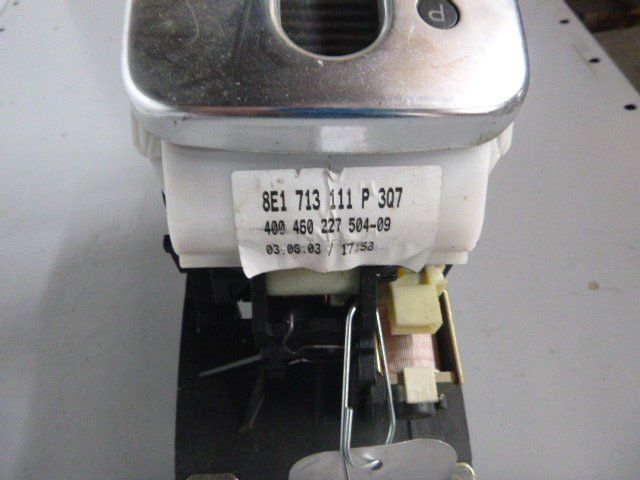 P
8E1 713 111 P 3Q7
400 460 227 504-09
03.06.03 / 17:53